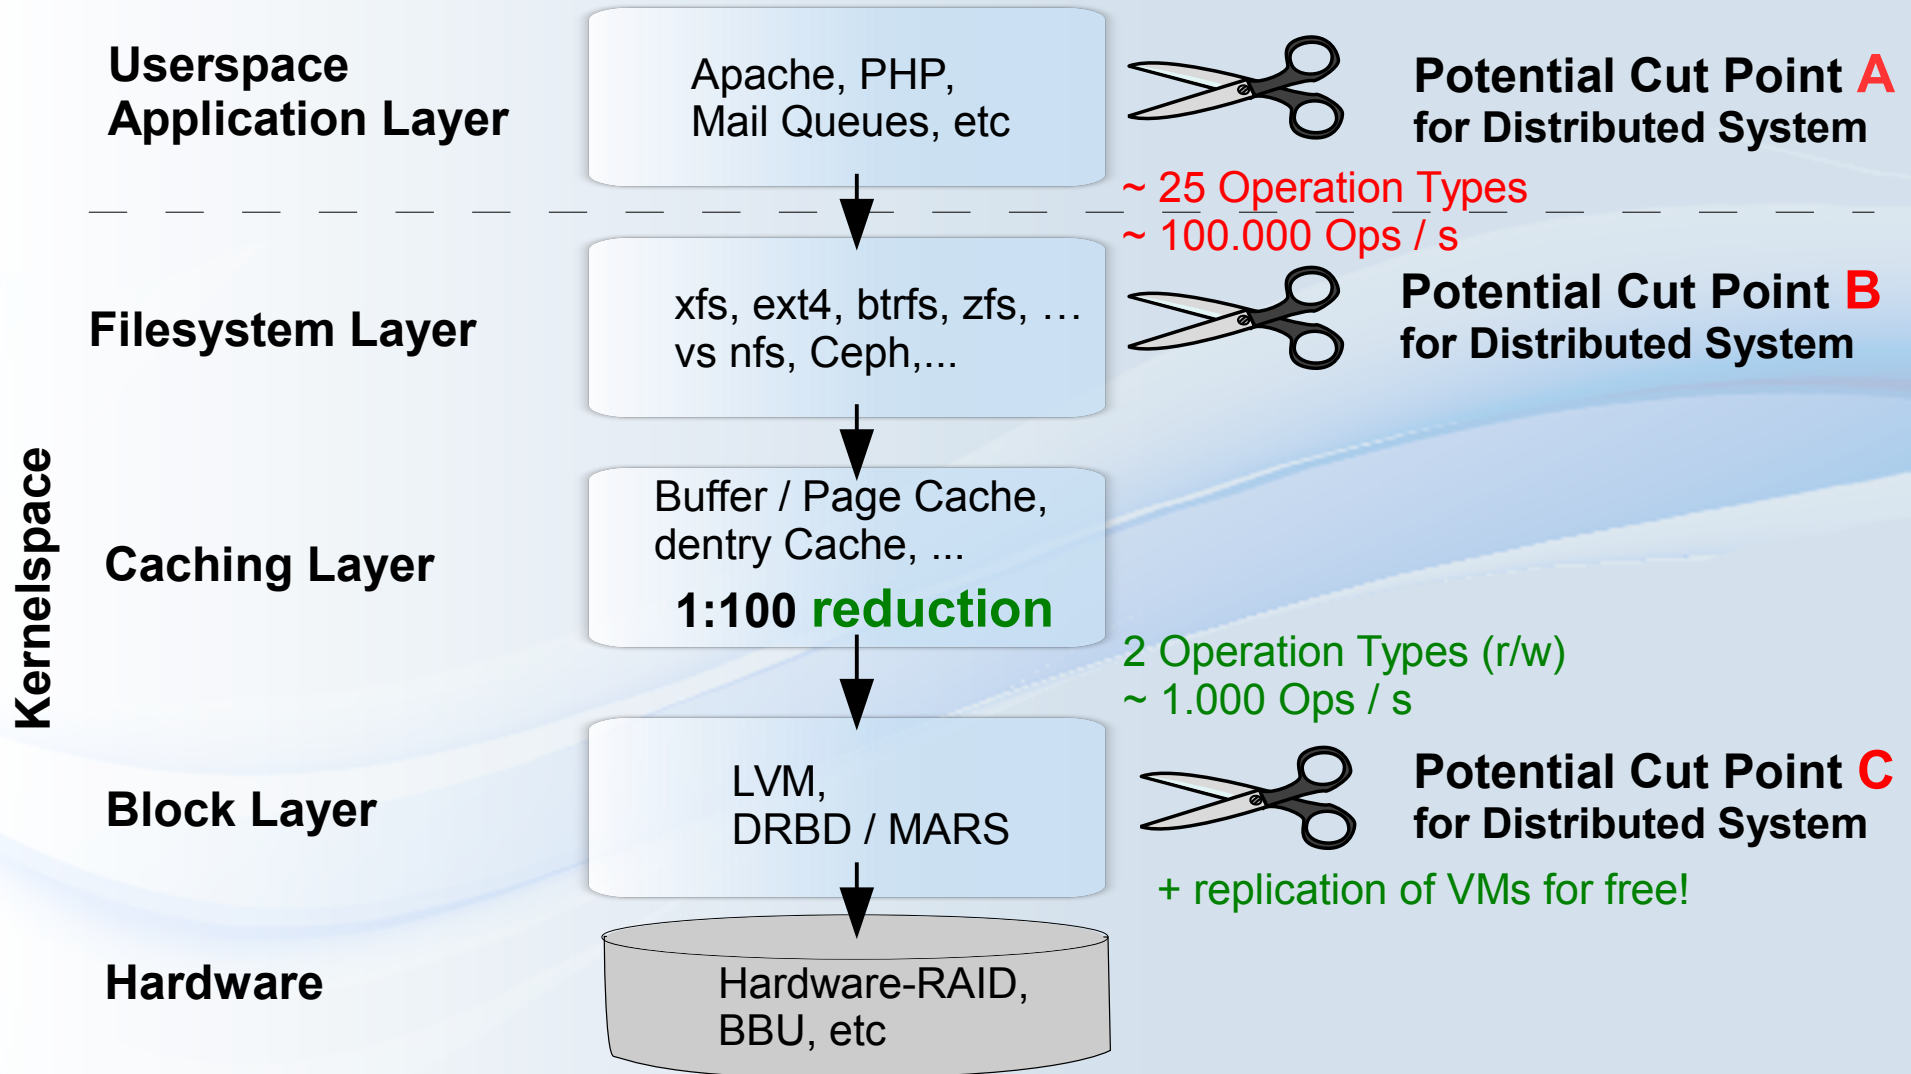 Userspace
Application Layer
Apache, PHP,
Mail Queues, etc
Potential Cut Point A
for Distributed System
~ 25 Operation Types
~ 100.000 Ops / s
Kernelspace
Filesystem Layer
xfs, ext4, btrfs, zfs, …
vs nfs, Ceph,...
Potential Cut Point B
for Distributed System
Caching Layer
Buffer / Page Cache,
dentry Cache, ...
1:100 reduction
2 Operation Types (r/w)
~ 1.000 Ops / s
Block Layer
LVM,
DRBD / MARS
Potential Cut Point C
for Distributed System
+ replication of VMs for free!
Hardware
Hardware-RAID,
BBU, etc